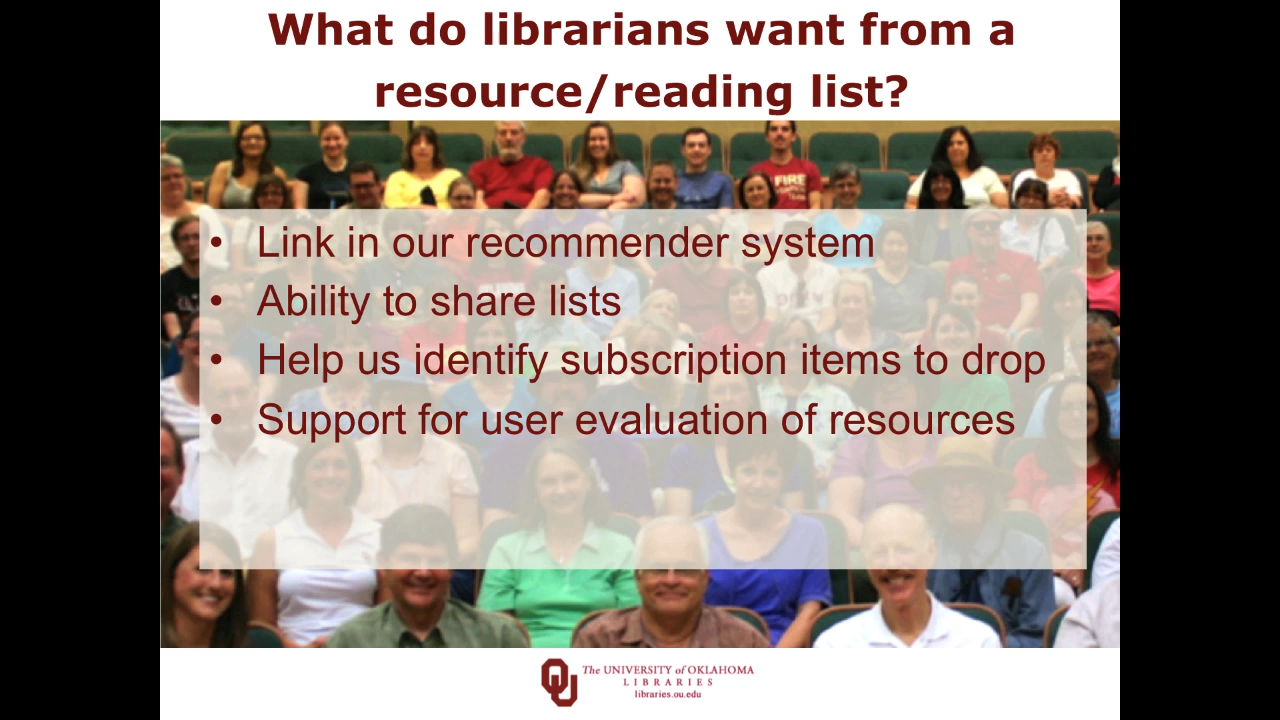 What do librarians want from a
resource/reading list?
FIRE
• Link in our recommender system
• Ability to share lists
• Help us identify subscription items to drop
• Support for user evaluation of resources
OU
The UNIVERSITY of OKLAHOMA
LIBRARIES
libraries.ou.edu